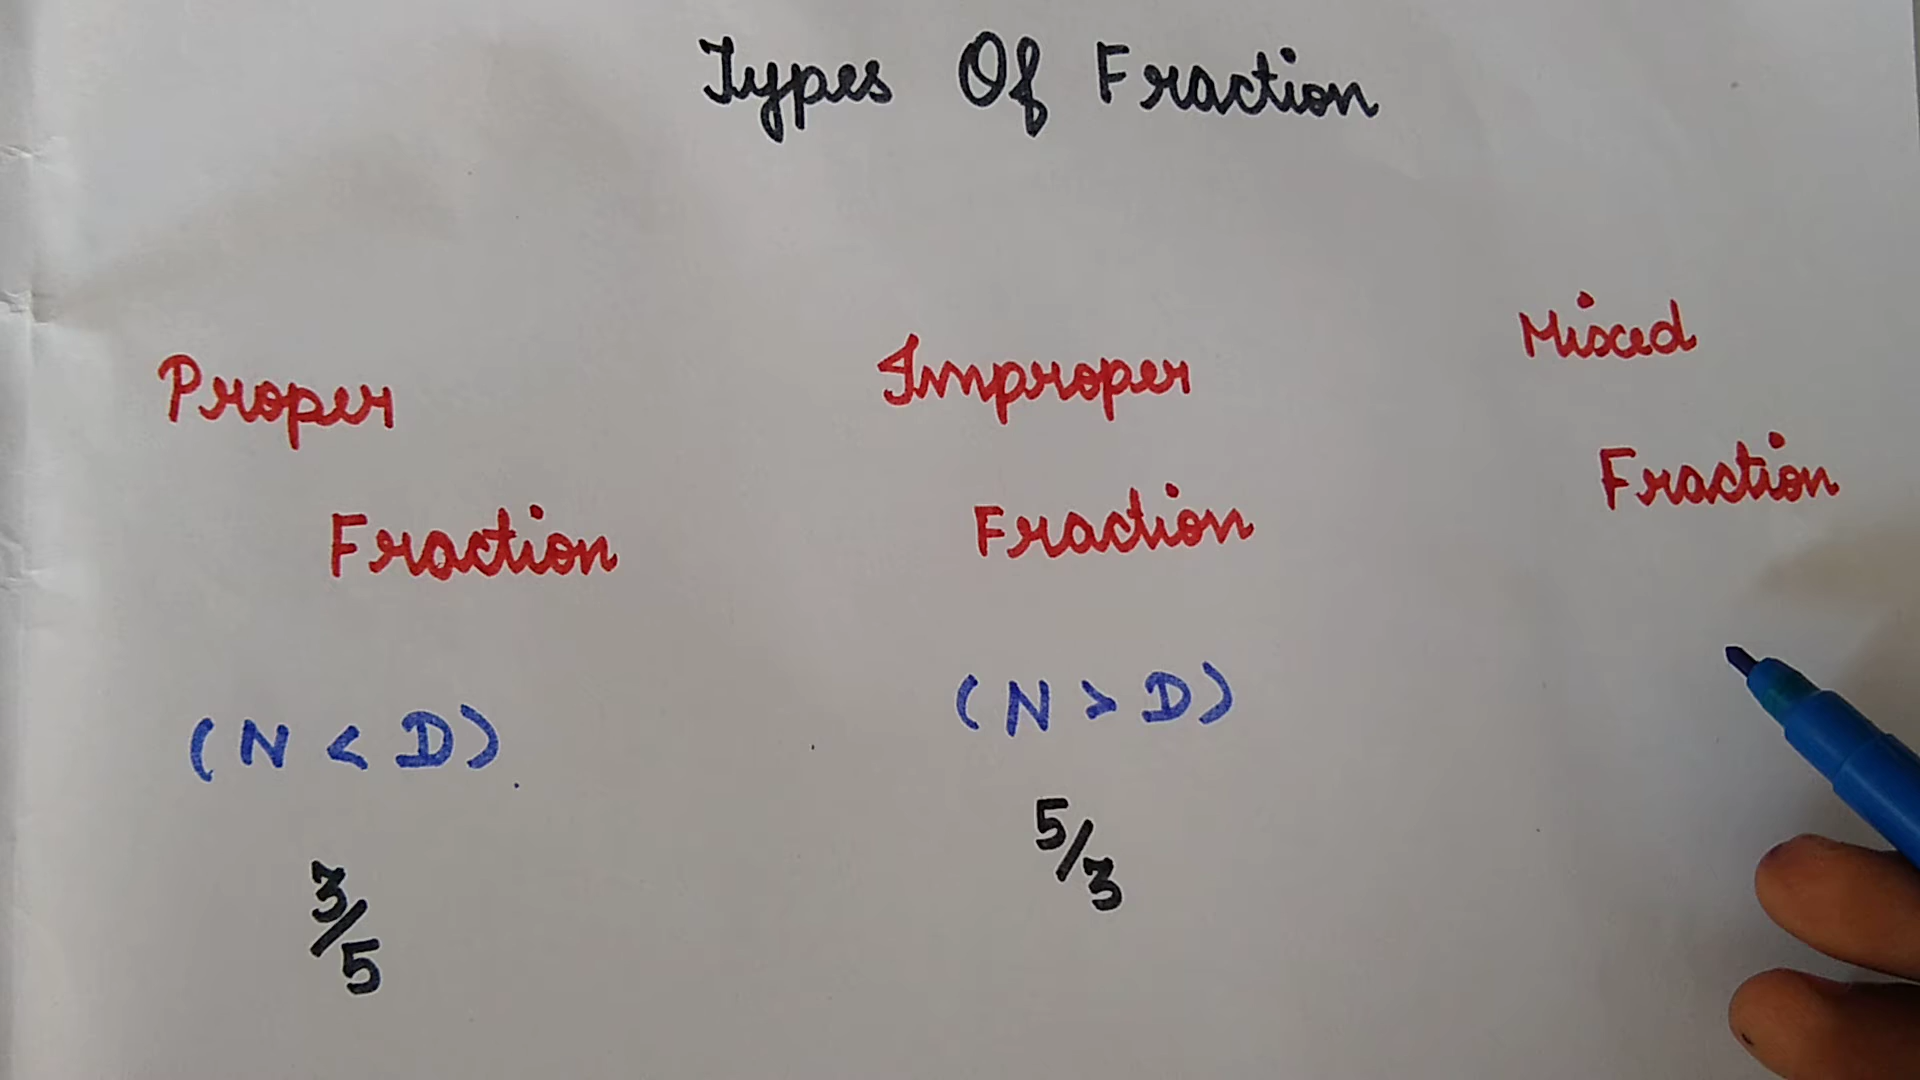 Types Of Fraction
Proper
Fraction
(N < D)
3/5
Improper
Fraction
(N > D)
5/3
Mixed
Fraction